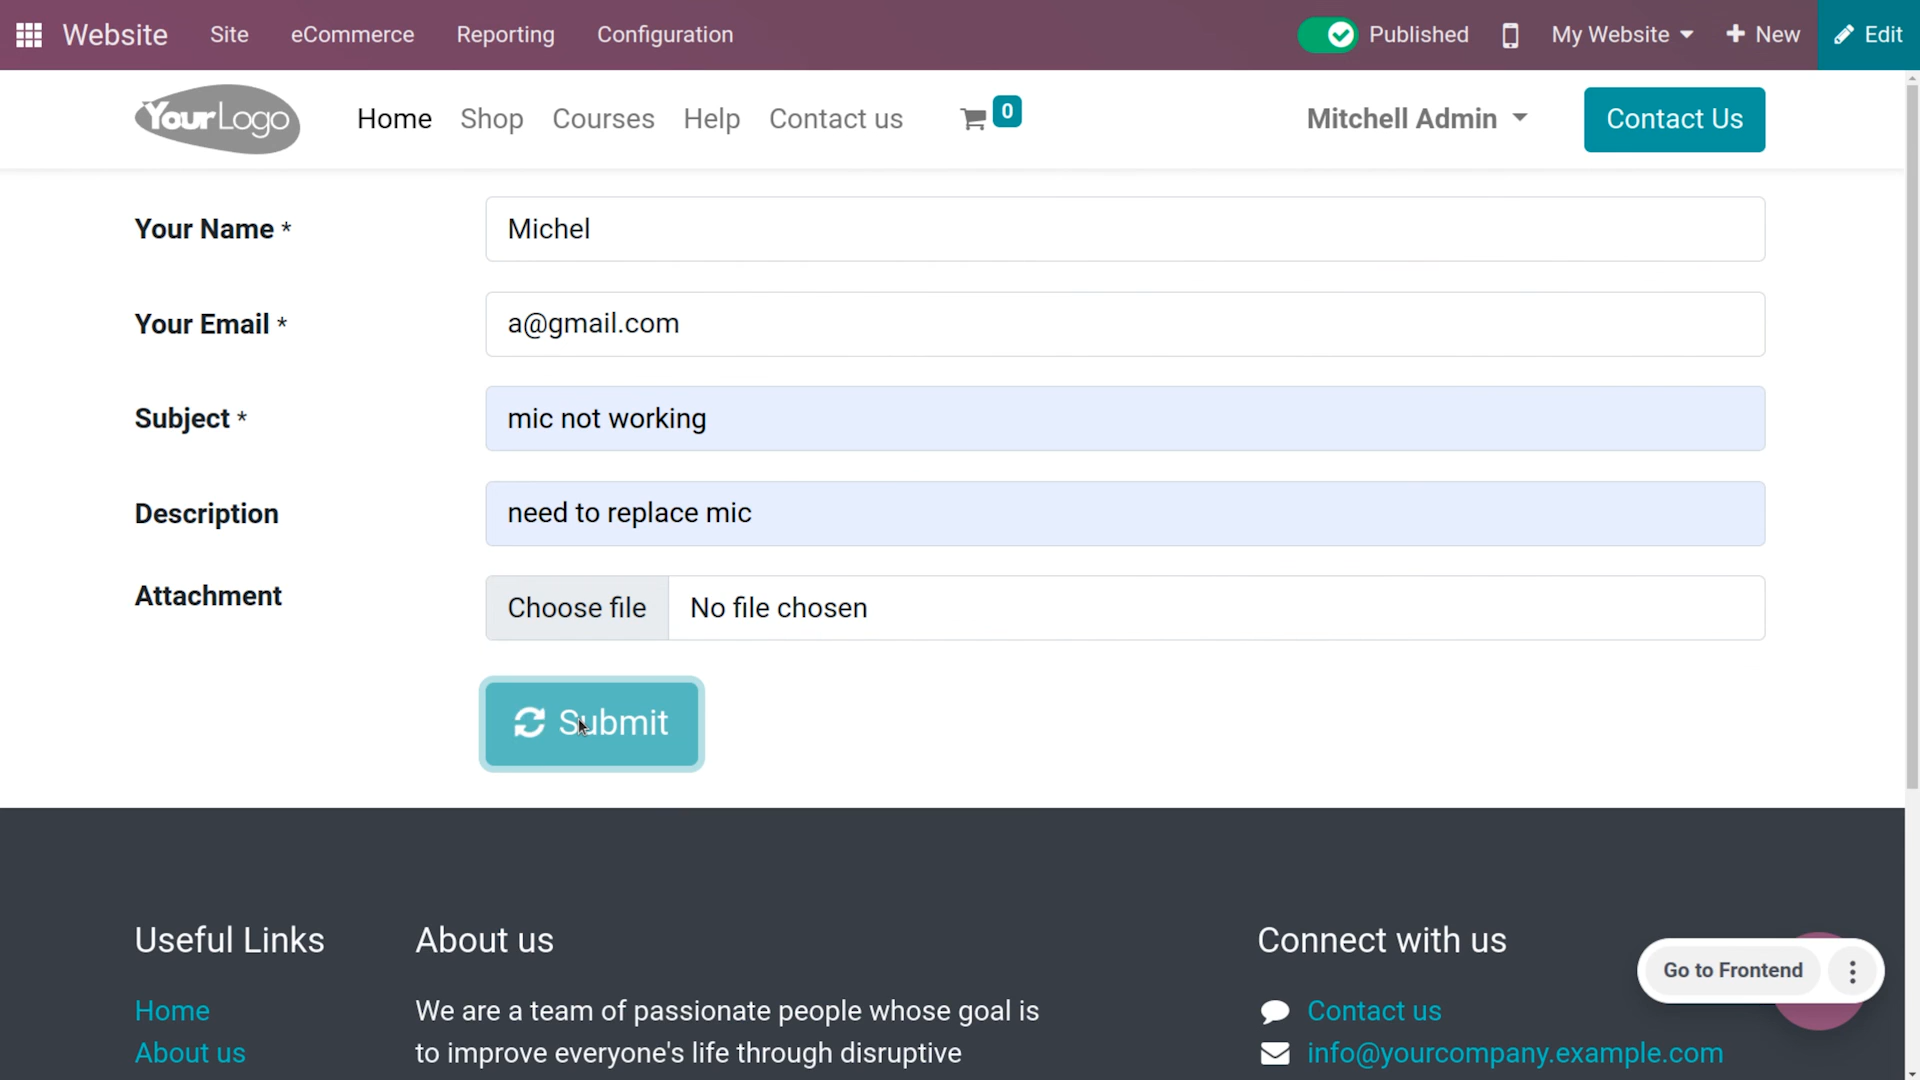 Website Site eCommerce Reporting Configuration Published My Website + New Edit
YourLogo Home Shop Courses Help Contact us 0 Mitchell Admin Contact Us
Your Name * Michel
Your Email * a@gmail.com
Subject * mic not working
Description need to replace mic
Attachment Choose file No file chosen
Submit
Useful Links About us Connect with us
Go to Frontend
Home We are a team of passionate people whose goal is Contact us
About us to improve everyone's life through disruptive info@yourcompany.example.com